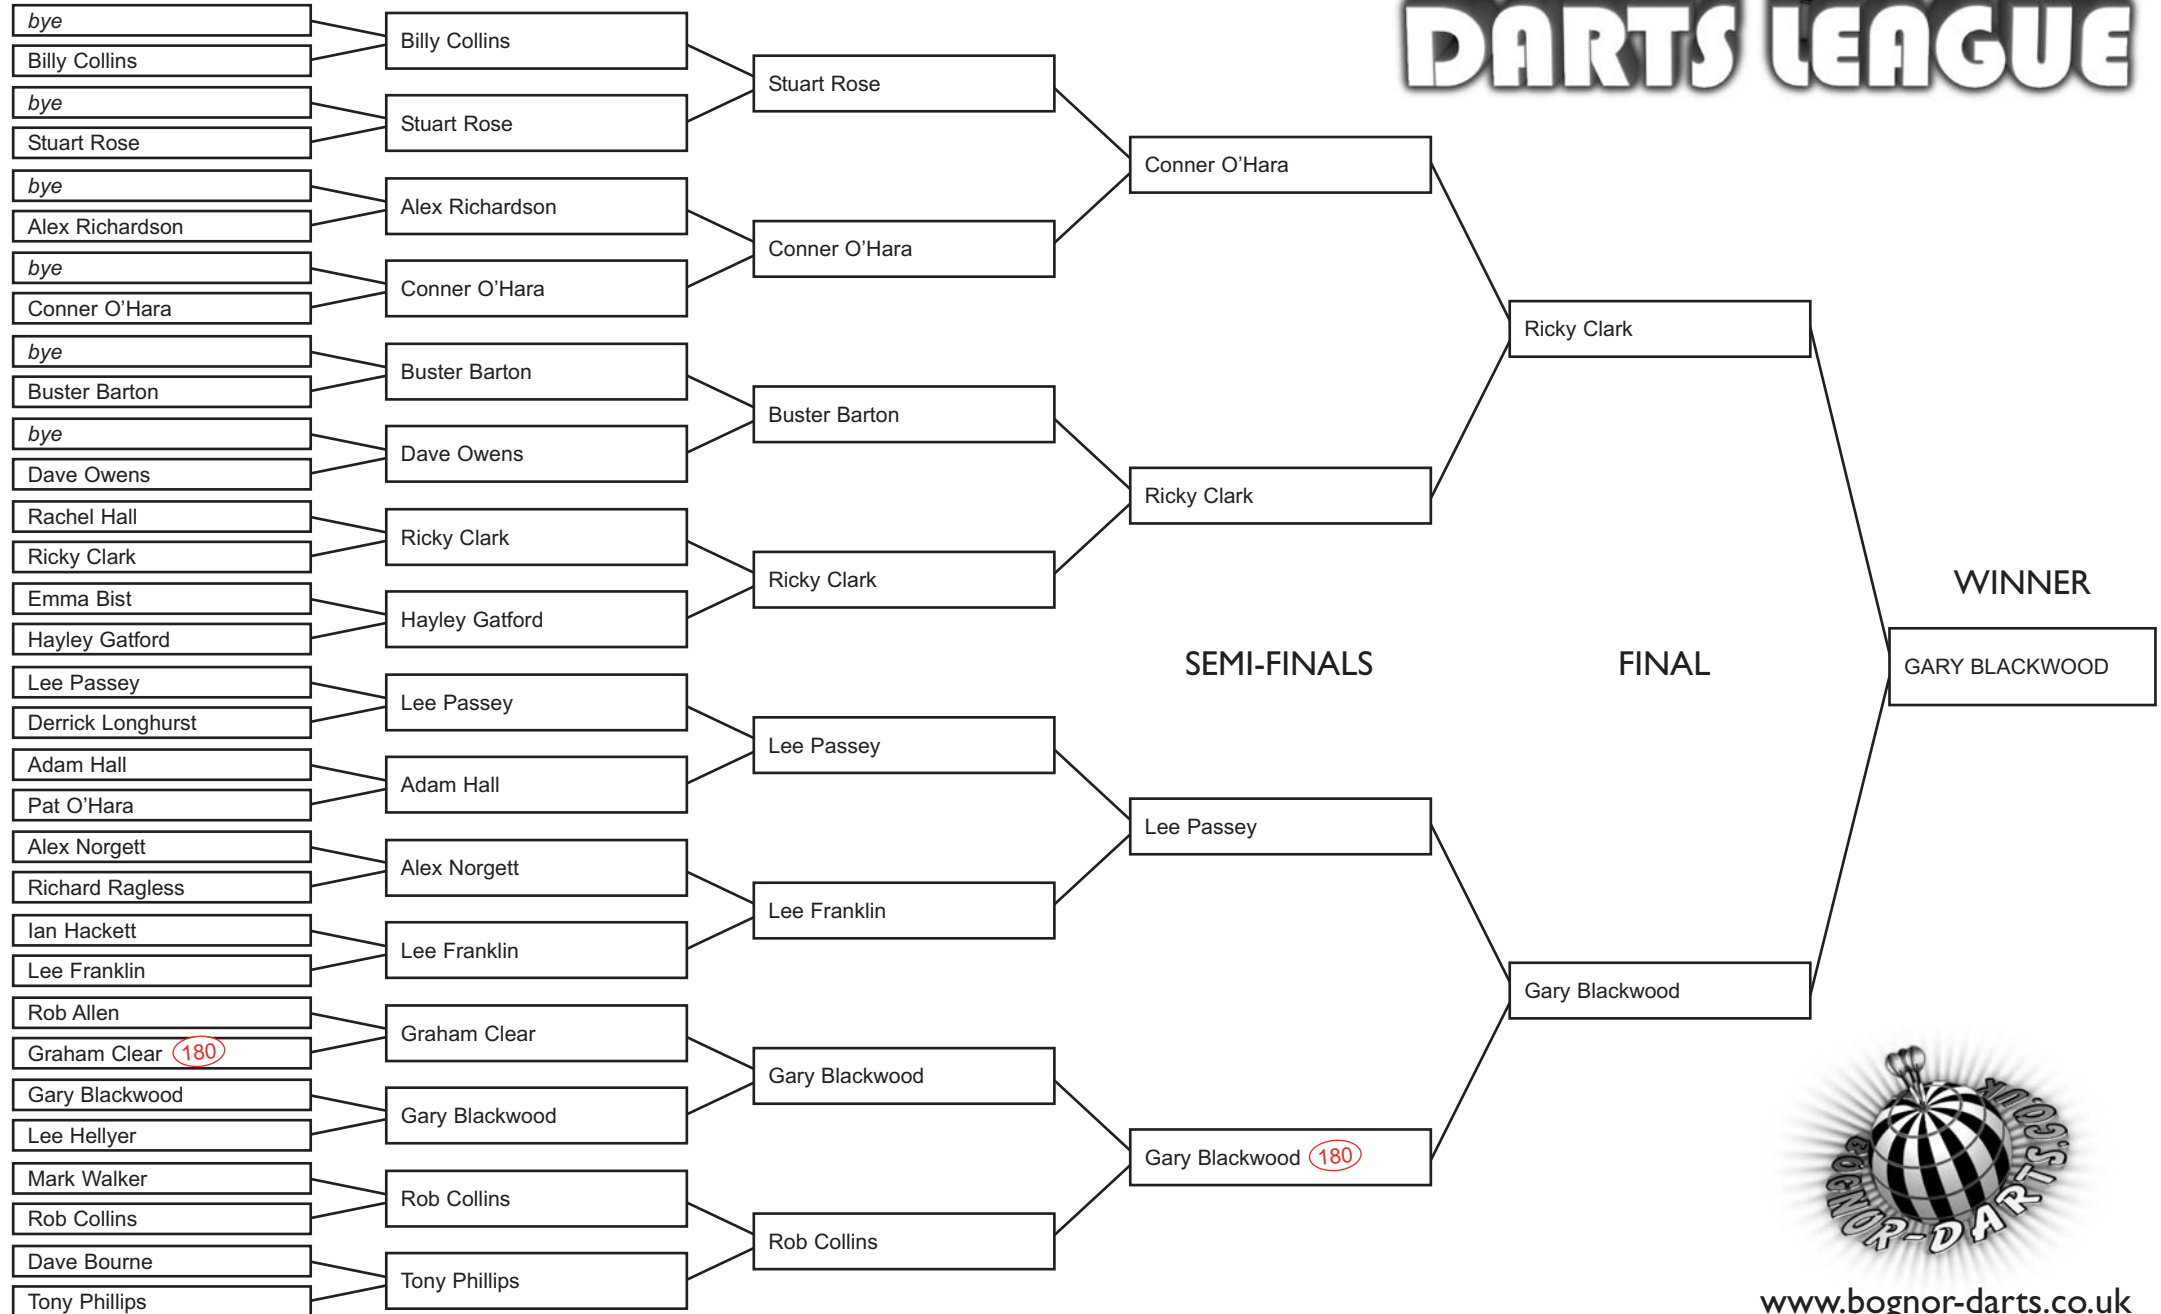 DARTS LEAGUE
bye
Billy Collins
bye
Stuart Rose
bye
Alex Richardson
bye
Conner O’Hara
bye
Buster Barton
bye
Dave Owens
Rachel Hall
Ricky Clark
Emma Bist
Hayley Gatford
Lee Passey
Derrick Longhurst
Adam Hall
Pat O’Hara
Alex Norgett
Richard Ragless
Ian Hackett
Lee Franklin
Rob Allen
Graham Clear 180
Gary Blackwood
Lee Hellyer
Mark Walker
Rob Collins
Dave Bourne
Tony Phillips
Billy Collins
Stuart Rose
Alex Richardson
Conner O’Hara
Buster Barton
Dave Owens
Ricky Clark
Hayley Gatford
Lee Passey
Adam Hall
Alex Norgett
Lee Franklin
Graham Clear
Gary Blackwood
Rob Collins
Tony Phillips
Stuart Rose
Conner O’Hara
Buster Barton
Ricky Clark
Lee Passey
Lee Franklin
Gary Blackwood
Rob Collins
Conner O’Hara
Ricky Clark
SEMI-FINALS
Lee Passey
Gary Blackwood 180
Ricky Clark
FINAL
Gary Blackwood
WINNER
GARY BLACKWOOD
BOGNOR-DARTS.CO.UK
www.bognor-darts.co.uk